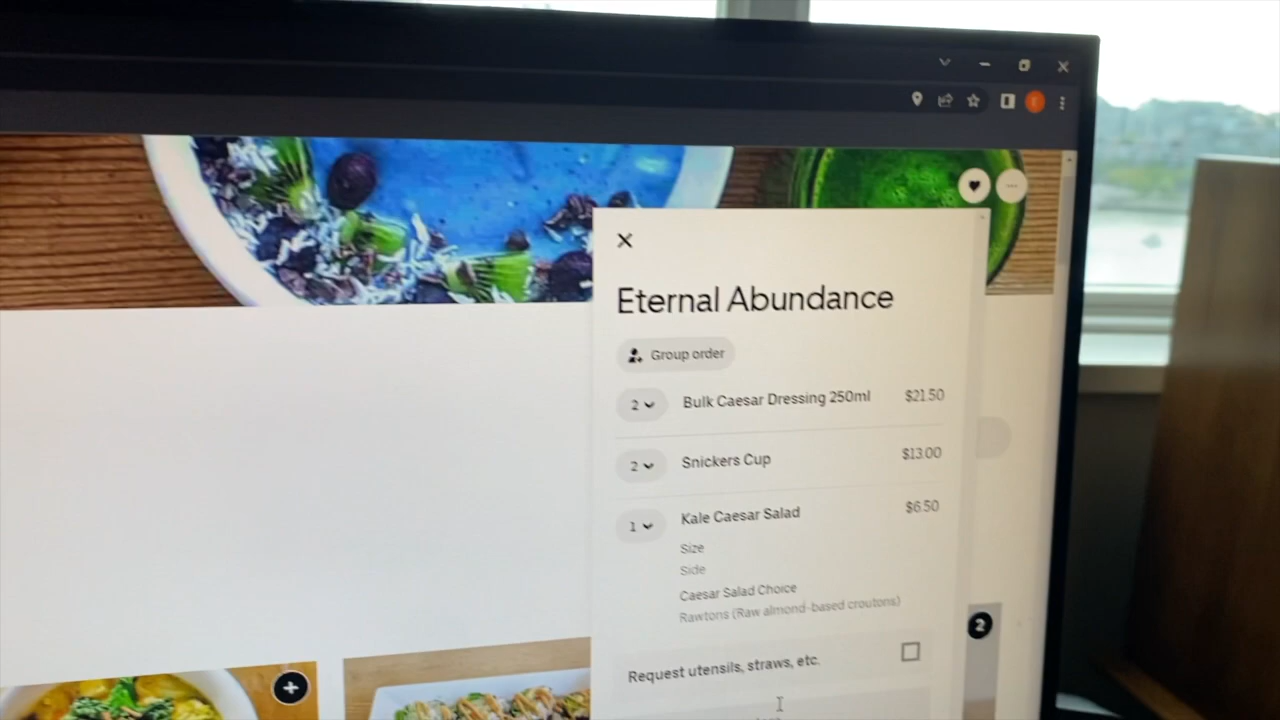 Eternal Abundance
Group order
2 Bulk Caesar Dressing 250ml $21.50
2 Snickers Cup $13.00
1 Kale Caesar Salad $6.50
Size
Side
Caesar Salad Choice
Rawtons (Raw almond-based croutons)
2
Request utensils, straws, etc.